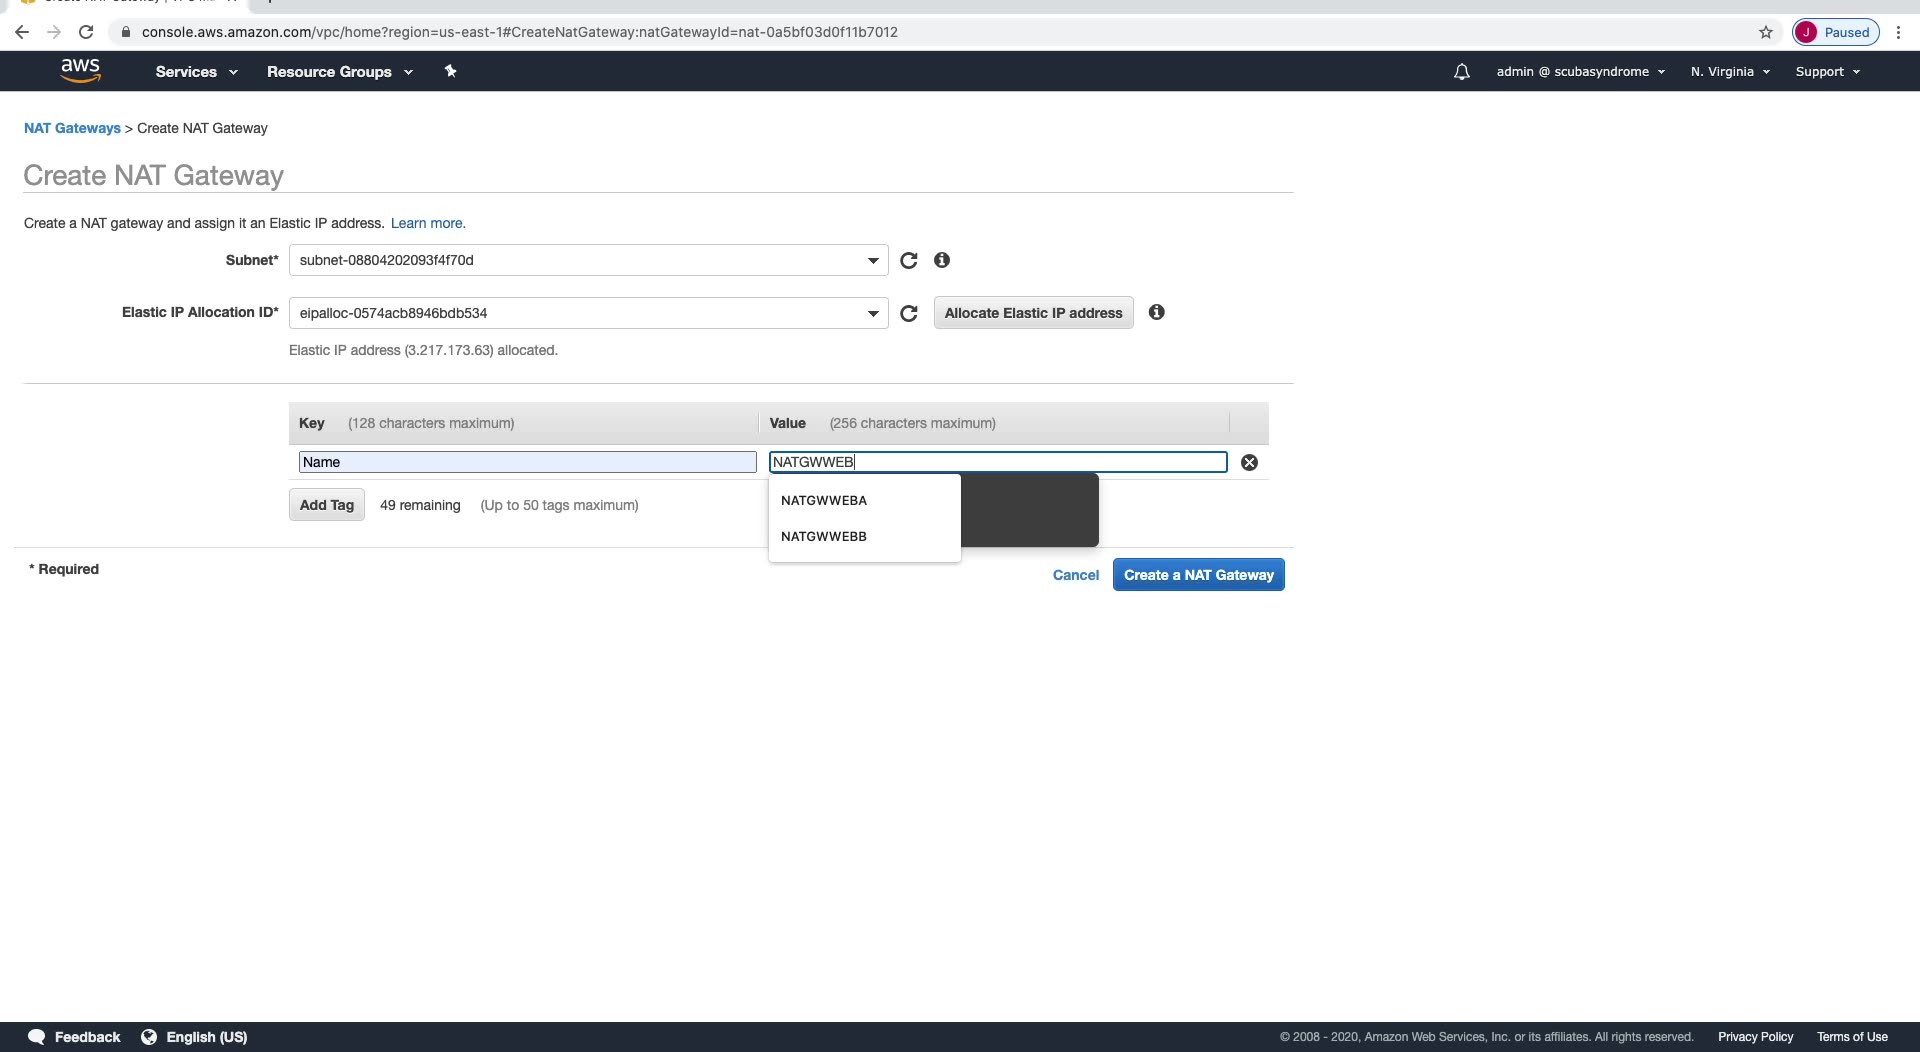 console.aws.amazon.com/vpc/home?region=us-east-1#CreateNatGateway:natGatewayId=nat-0a5bf03d0f11b7012
J Paused
aws Services Resource Groups admin @ scubasyndrome N. Virginia Support
NAT Gateways > Create NAT Gateway
Create NAT Gateway
Create a NAT gateway and assign it an Elastic IP address. Learn more.
Subnet* subnet-08804202093f4f70d
Elastic IP Allocation ID* eipalloc-0574acb8946bdb534 Allocate Elastic IP address
Elastic IP address (3.217.173.63) allocated.
Key (128 characters maximum) Value (256 characters maximum)
Name NATGWWEB
NATGWWEBA
Add Tag 49 remaining (Up to 50 tags maximum)
NATGWWEBB
* Required
Cancel Create a NAT Gateway
Feedback English (US) © 2008 - 2020, Amazon Web Services, Inc. or its affiliates. All rights reserved. Privacy Policy Terms of Use